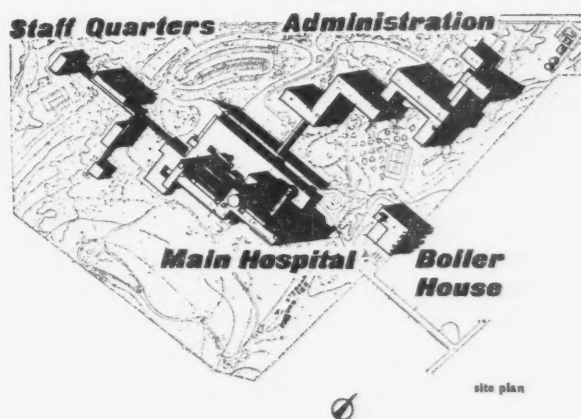 Staff Quarters
Administration
Main Hospital
Boiler
House
site plan